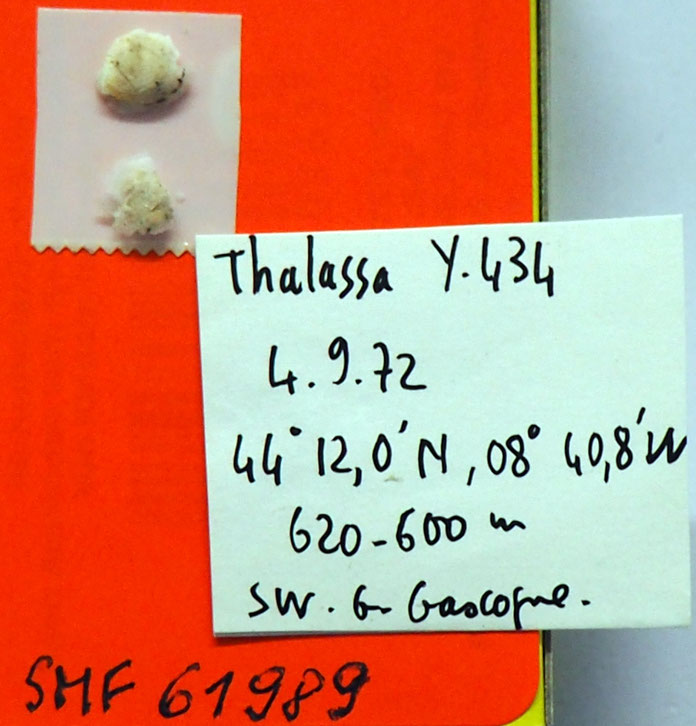 Thalassa Y.434
4.9.72
44° 12,0' N, 08° 40,8' W
620-600 m
SW. G. Gascogne.
SMF 61989